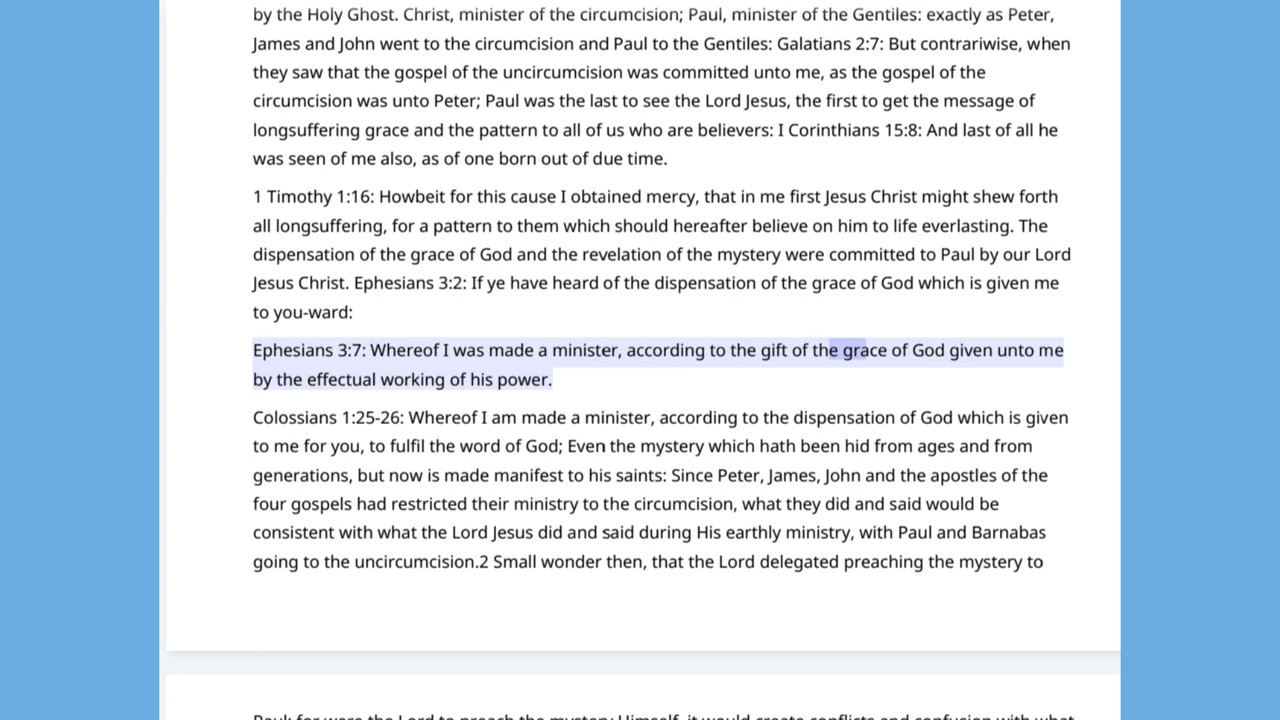 by the Holy Ghost. Christ, minister of the circumcision; Paul, minister of the Gentiles: exactly as Peter,
James and John went to the circumcision and Paul to the Gentiles: Galatians 2:7: But contrariwise, when
they saw that the gospel of the uncircumcision was committed unto me, as the gospel of the
circumcision was unto Peter; Paul was the last to see the Lord Jesus, the first to get the message of
longsuffering grace and the pattern to all of us who are believers: I Corinthians 15:8: And last of all he
was seen of me also, as of one born out of due time.
1 Timothy 1:16: Howbeit for this cause I obtained mercy, that in me first Jesus Christ might shew forth
all longsuffering, for a pattern to them which should hereafter believe on him to life everlasting. The
dispensation of the grace of God and the revelation of the mystery were committed to Paul by our Lord
Jesus Christ. Ephesians 3:2: If ye have heard of the dispensation of the grace of God which is given me
to you-ward:
Ephesians 3:7: Whereof I was made a minister, according to the gift of the grace of God given unto me
by the effectual working of his power.
Colossians 1:25-26: Whereof I am made a minister, according to the dispensation of God which is given
to me for you, to fulfil the word of God; Even the mystery which hath been hid from ages and from
generations, but now is made manifest to his saints: Since Peter, James, John and the apostles of the
four gospels had restricted their ministry to the circumcision, what they did and said would be
consistent with what the Lord Jesus did and said during His earthly ministry, with Paul and Barnabas
going to the uncircumcision.2 Small wonder then, that the Lord delegated preaching the mystery to